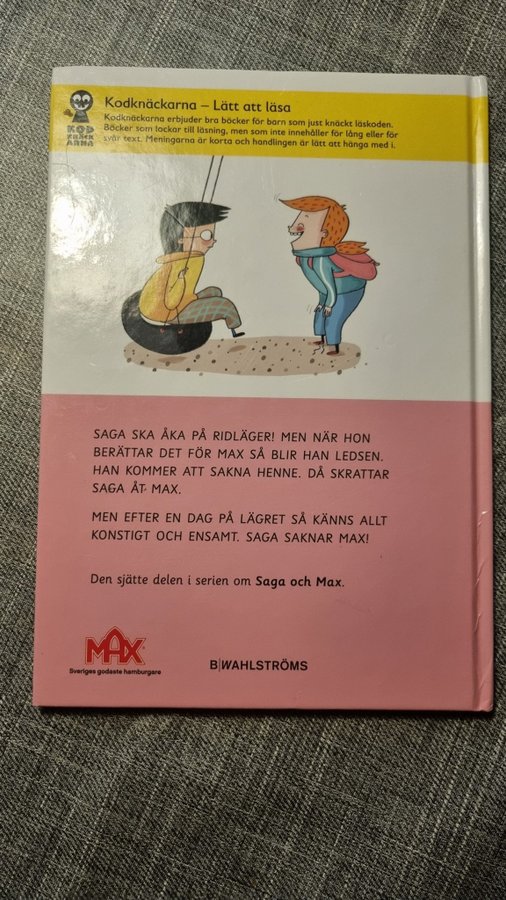 KOD
KNÄCK
ARNA
Kodknäckarna – Lätt att läsa
Kodknäckarna erbjuder bra böcker för barn som just knäckt läskoden.
Böcker som lockar till läsning, men som inte innehåller för lång eller för
svår text. Meningarna är korta och handlingen är lätt att hänga med i.
SAGA SKA ÅKA PÅ RIDLÄGER! MEN NÄR HON
BERÄTTAR DET FÖR MAX SÅ BLIR HAN LEDSEN.
HAN KOMMER ATT SAKNA HENNE. DÅ SKRATTAR
SAGA ÅT MAX.
MEN EFTER EN DAG PÅ LÄGRET SÅ KÄNNS ALLT
KONSTIGT OCH ENSAMT. SAGA SAKNAR MAX!
Den sjätte delen i serien om Saga och Max.
MAX
Sveriges godaste hamburgare
B|WAHLSTRÖMS